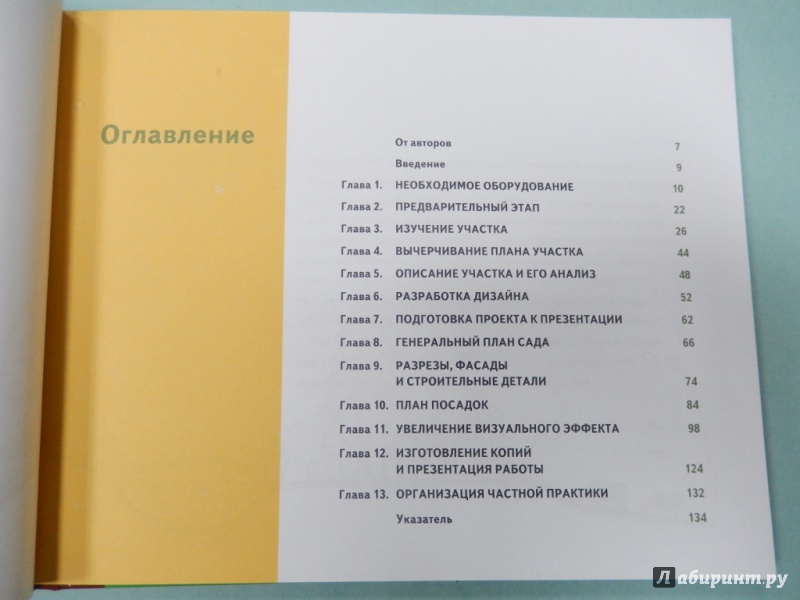 Оглавление
От авторов 7
Введение 9
Глава 1. НЕОБХОДИМОЕ ОБОРУДОВАНИЕ 10
Глава 2. ПРЕДВАРИТЕЛЬНЫЙ ЭТАП 22
Глава 3. ИЗУЧЕНИЕ УЧАСТКА 26
Глава 4. ВЫЧЕРЧИВАНИЕ ПЛАНА УЧАСТКА 44
Глава 5. ОПИСАНИЕ УЧАСТКА И ЕГО АНАЛИЗ 48
Глава 6. РАЗРАБОТКА ДИЗАЙНА 52
Глава 7. ПОДГОТОВКА ПРОЕКТА К ПРЕЗЕНТАЦИИ 62
Глава 8. ГЕНЕРАЛЬНЫЙ ПЛАН САДА 66
Глава 9. РАЗРЕЗЫ, ФАСАДЫ
И СТРОИТЕЛЬНЫЕ ДЕТАЛИ 74
Глава 10. ПЛАН ПОСАДОК 84
Глава 11. УВЕЛИЧЕНИЕ ВИЗУАЛЬНОГО ЭФФЕКТА 98
Глава 12. ИЗГОТОВЛЕНИЕ КОПИЙ
И ПРЕЗЕНТАЦИЯ РАБОТЫ 124
Глава 13. ОРГАНИЗАЦИЯ ЧАСТНОЙ ПРАКТИКИ 132
Указатель 134
Лабиринт.ру